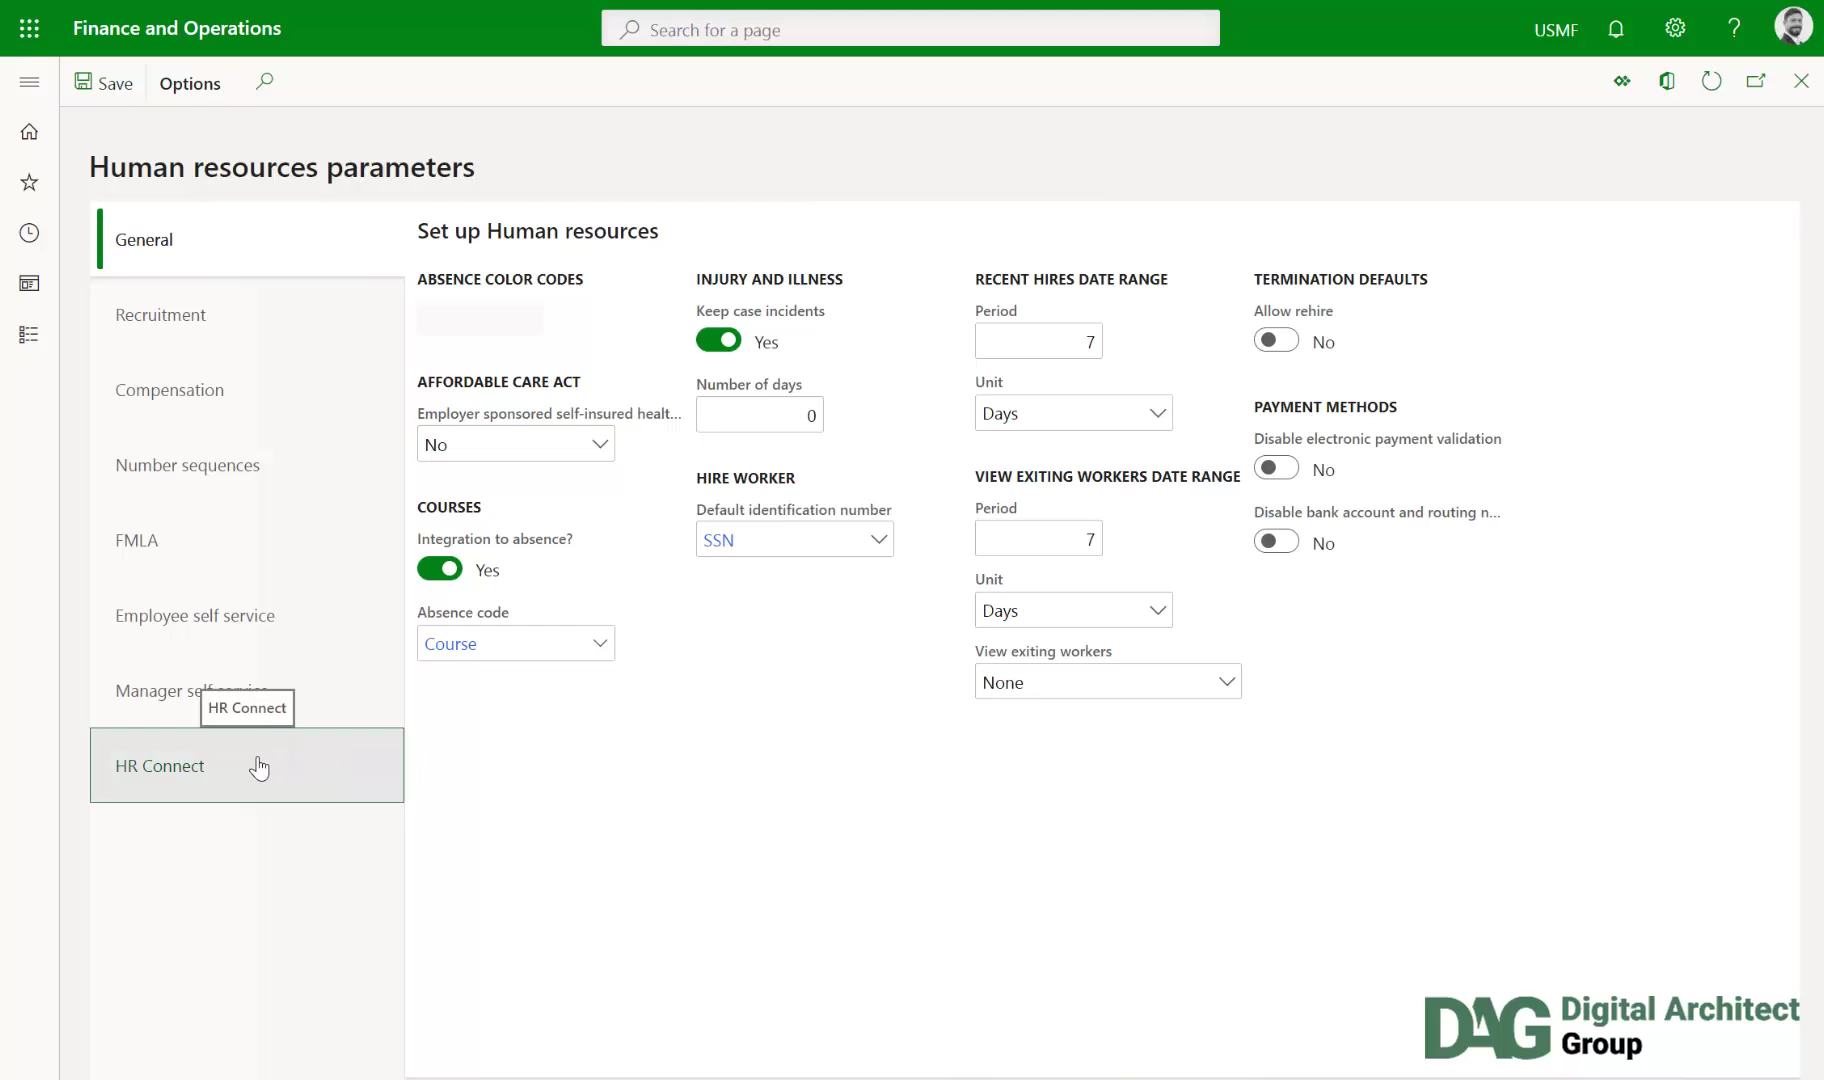 Finance and Operations
Search for a page
USMF
Save
Options
Human resources parameters
General
Recruitment
Compensation
Number sequences
FMLA
Employee self service
Manager self service
HR Connect
HR Connect
Set up Human resources
ABSENCE COLOR CODES
AFFORDABLE CARE ACT
Employer sponsored self-insured healt...
No
COURSES
Integration to absence?
Yes
Absence code
Course
INJURY AND ILLNESS
Keep case incidents
Yes
Number of days
0
HIRE WORKER
Default identification number
SSN
RECENT HIRES DATE RANGE
Period
7
Unit
Days
VIEW EXITING WORKERS DATE RANGE
Period
7
Unit
Days
View exiting workers
None
TERMINATION DEFAULTS
Allow rehire
No
PAYMENT METHODS
Disable electronic payment validation
No
Disable bank account and routing n...
No
DAG Digital Architect
Group